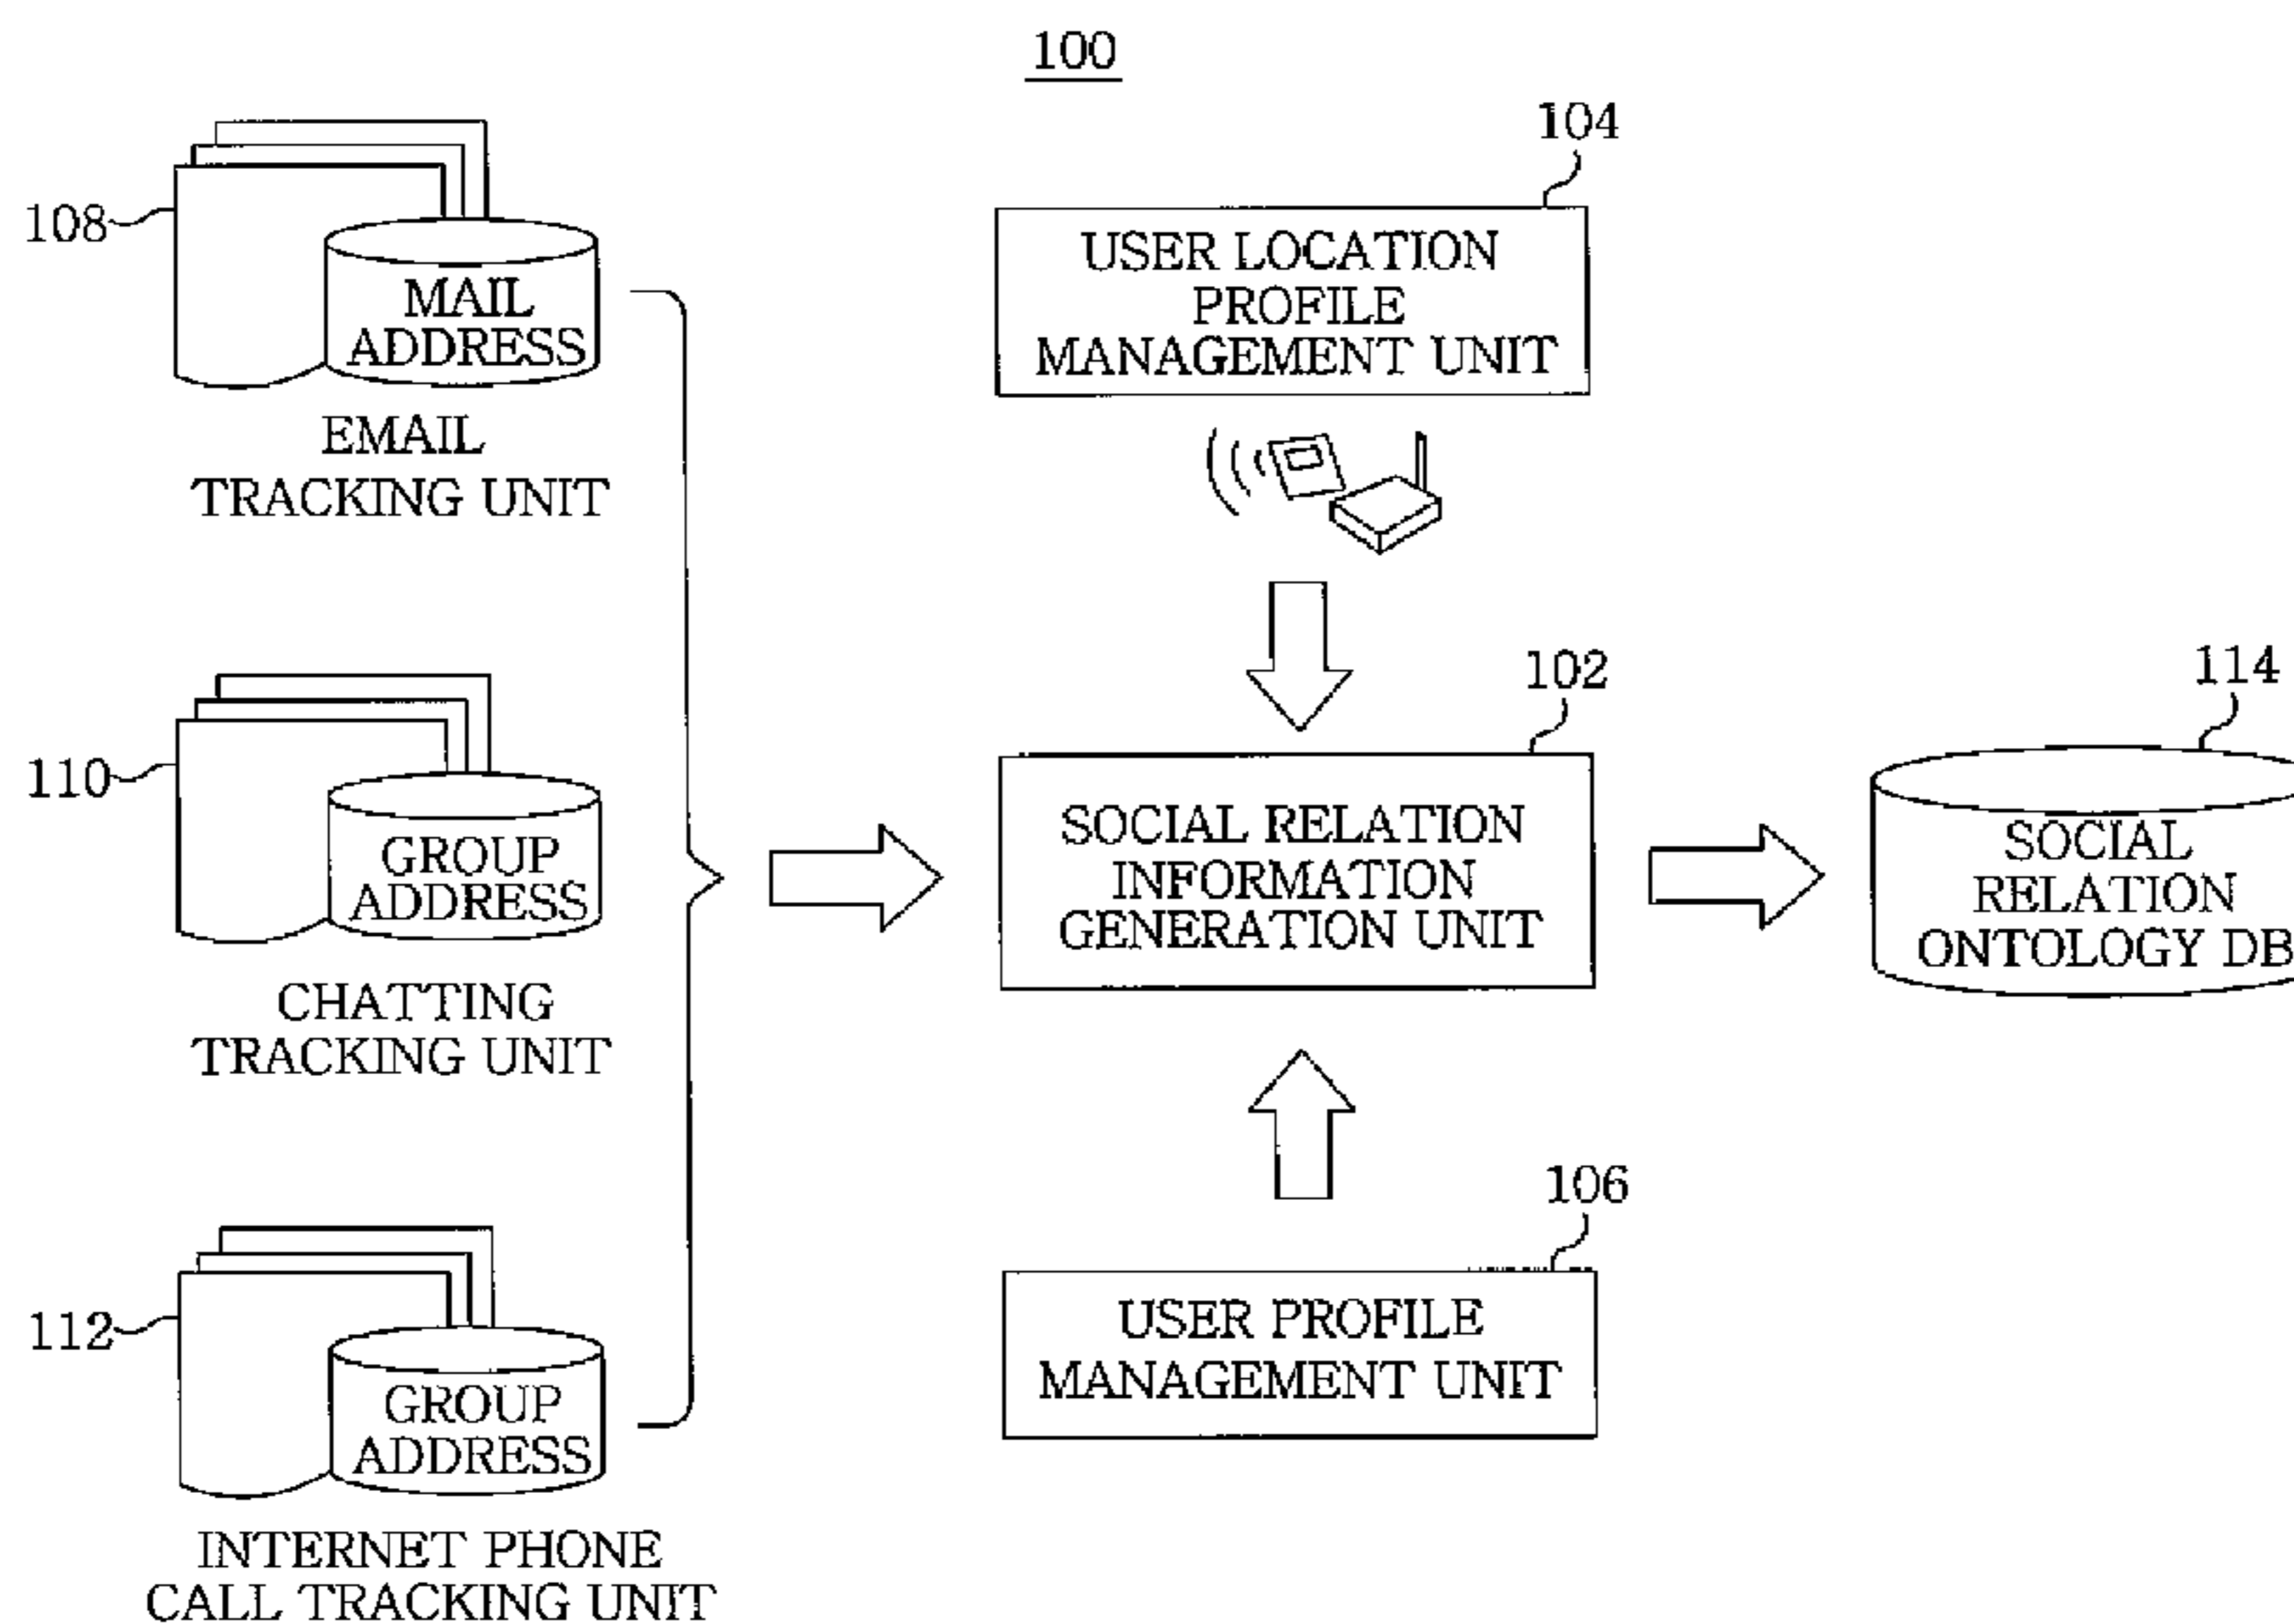 100
108
MAIL
ADDRESS
EMAIL
TRACKING UNIT
110
GROUP
ADDRESS
CHATTING
TRACKING UNIT
112
GROUP
ADDRESS
INTERNET PHONE
CALL TRACKING UNIT
104
USER LOCATION
PROFILE
MANAGEMENT UNIT
102
SOCIAL RELATION
INFORMATION
GENERATION UNIT
106
USER PROFILE
MANAGEMENT UNIT
114
SOCIAL
RELATION
ONTOLOGY DB